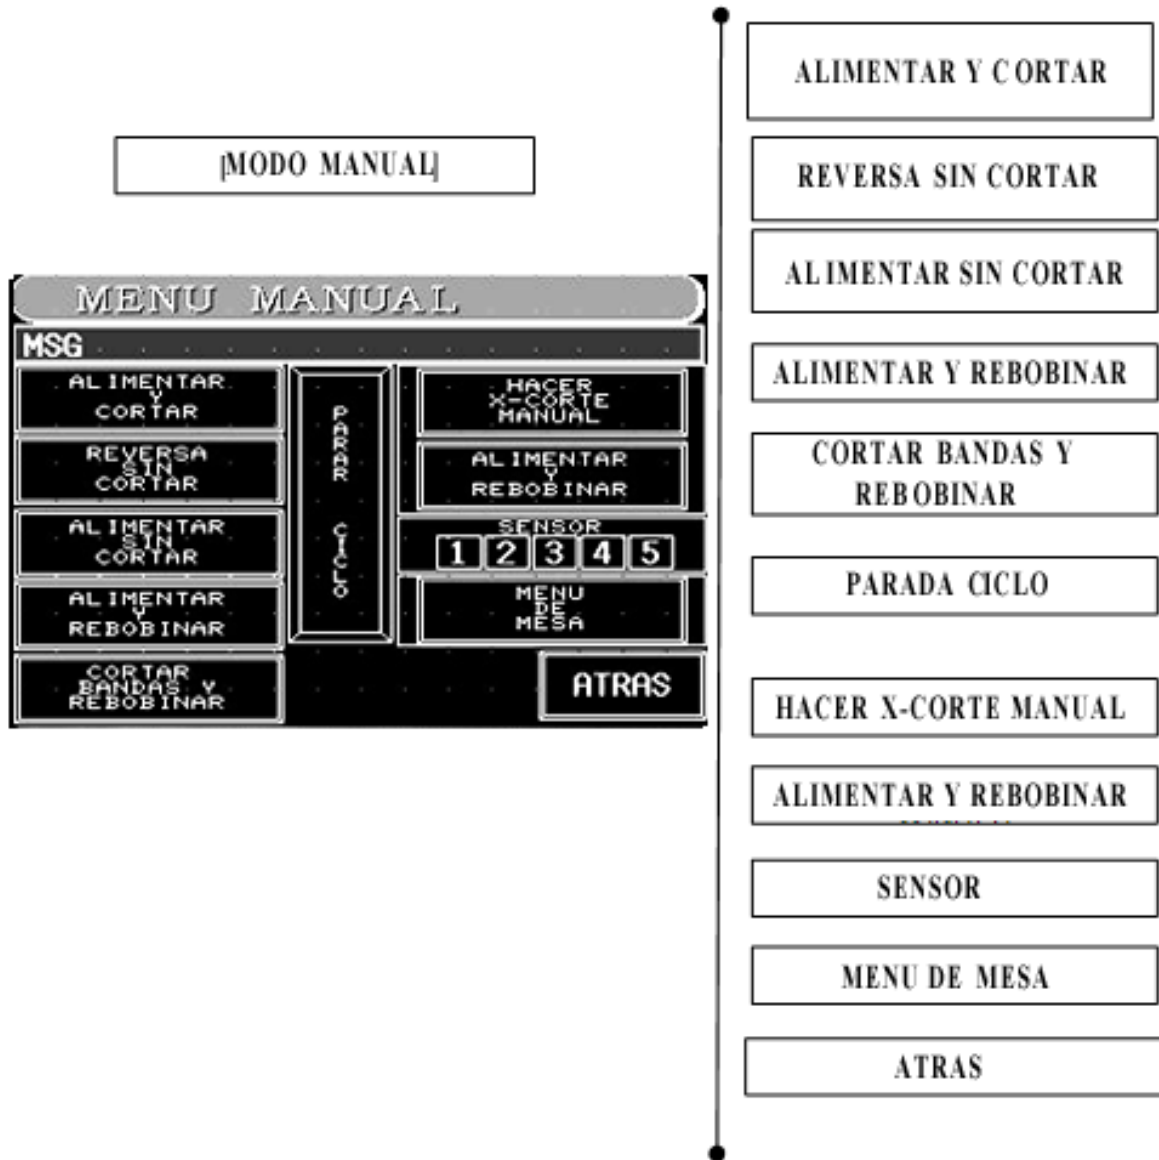 MODO MANUAL
MENU MANUAL
MSG
ALIMENTAR
Y
CORTAR
REVERSA
SIN
CORTAR
ALIMENTAR
SIN
CORTAR
ALIMENTAR
Y
REBOBINAR
CORTAR
BANDAS Y
REBOBINAR
PARAR CICLO
HACER
X-CORTE
MANUAL
ALIMENTAR
Y
REBOBINAR
SENSOR
1 2 3 4 5
MENU
DE
MESA
ATRAS
ALIMENTAR Y CORTAR
REVERSA SIN CORTAR
ALIMENTAR SIN CORTAR
ALIMENTAR Y REBOBINAR
CORTAR BANDAS Y
REBOBINAR
PARADA CICLO
HACER X-CORTE MANUAL
ALIMENTAR Y REBOBINAR
SENSOR
MENU DE MESA
ATRAS